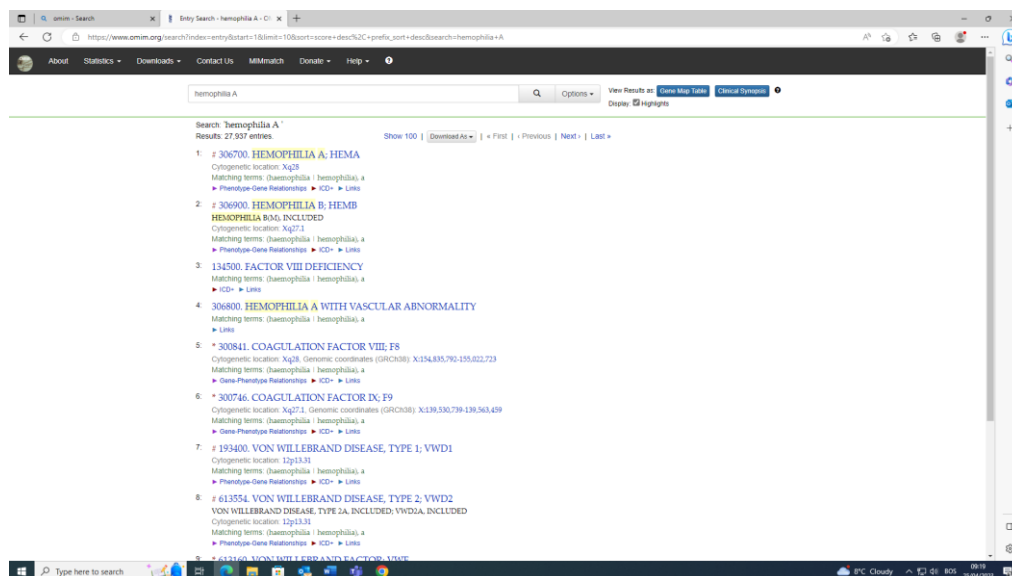 omim - Search
Entry Search - hemophilia A - O
https://www.omim.org/search?index=entry&start=1&limit=10&sort=score+desc%2C+prefix_sort+desc&search=hemophilia+A
About Statistics Downloads Contact Us MIMmatch Donate Help
hemophilia A Options View Results as: Gene Map Table Clinical Synopsis
Display: Highlights
Search: 'hemophilia A '
Results: 27,937 entries. Show 100 | Download As | « First | ‹ Previous | Next › | Last »
1: # 306700. HEMOPHILIA A; HEMA
Cytogenetic location: Xq28
Matching terms: (haemophilia | hemophilia), a
► Phenotype-Gene Relationships ► ICD+ ► Links
2: # 306900. HEMOPHILIA B; HEMB
HEMOPHILIA B(M), INCLUDED
Cytogenetic location: Xq27.1
Matching terms: (haemophilia | hemophilia), a
► Phenotype-Gene Relationships ► ICD+ ► Links
3: 134500. FACTOR VIII DEFICIENCY
Matching terms: (haemophilia | hemophilia), a
► ICD+ ► Links
4: 306800. HEMOPHILIA A WITH VASCULAR ABNORMALITY
Matching terms: (haemophilia | hemophilia), a
► Links
5: * 300841. COAGULATION FACTOR VIII; F8
Cytogenetic location: Xq28, Genomic coordinates (GRCh38): X:154,835,792-155,022,723
Matching terms: (haemophilia | hemophilia), a
► Gene-Phenotype Relationships ► ICD+ ► Links
6: * 300746. COAGULATION FACTOR IX; F9
Cytogenetic location: Xq27.1, Genomic coordinates (GRCh38): X:139,530,739-139,563,459
Matching terms: (haemophilia | hemophilia), a
► Gene-Phenotype Relationships ► ICD+ ► Links
7: # 193400. VON WILLEBRAND DISEASE, TYPE 1; VWD1
Cytogenetic location: 12p13.31
Matching terms: (haemophilia | hemophilia), a
► Phenotype-Gene Relationships ► ICD+ ► Links
8: # 613554. VON WILLEBRAND DISEASE, TYPE 2; VWD2
VON WILLEBRAND DISEASE, TYPE 2A, INCLUDED; VWD2A, INCLUDED
Cytogenetic location: 12p13.31
Matching terms: (haemophilia | hemophilia), a
► Phenotype-Gene Relationships ► ICD+ ► Links
9: * 613160. VON WILLEBRAND FACTOR; VWF
Type here to search 8°C Cloudy BOS 09:19